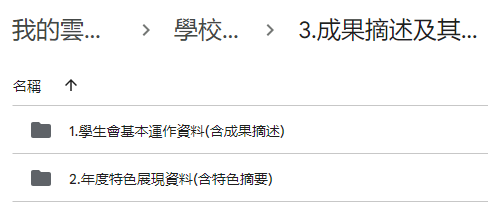 我的雲... > 學校... > 3.成果摘述及其...
名稱 ↑
1.學生會基本運作資料(含成果摘述)
2.年度特色展現資料(含特色摘要)